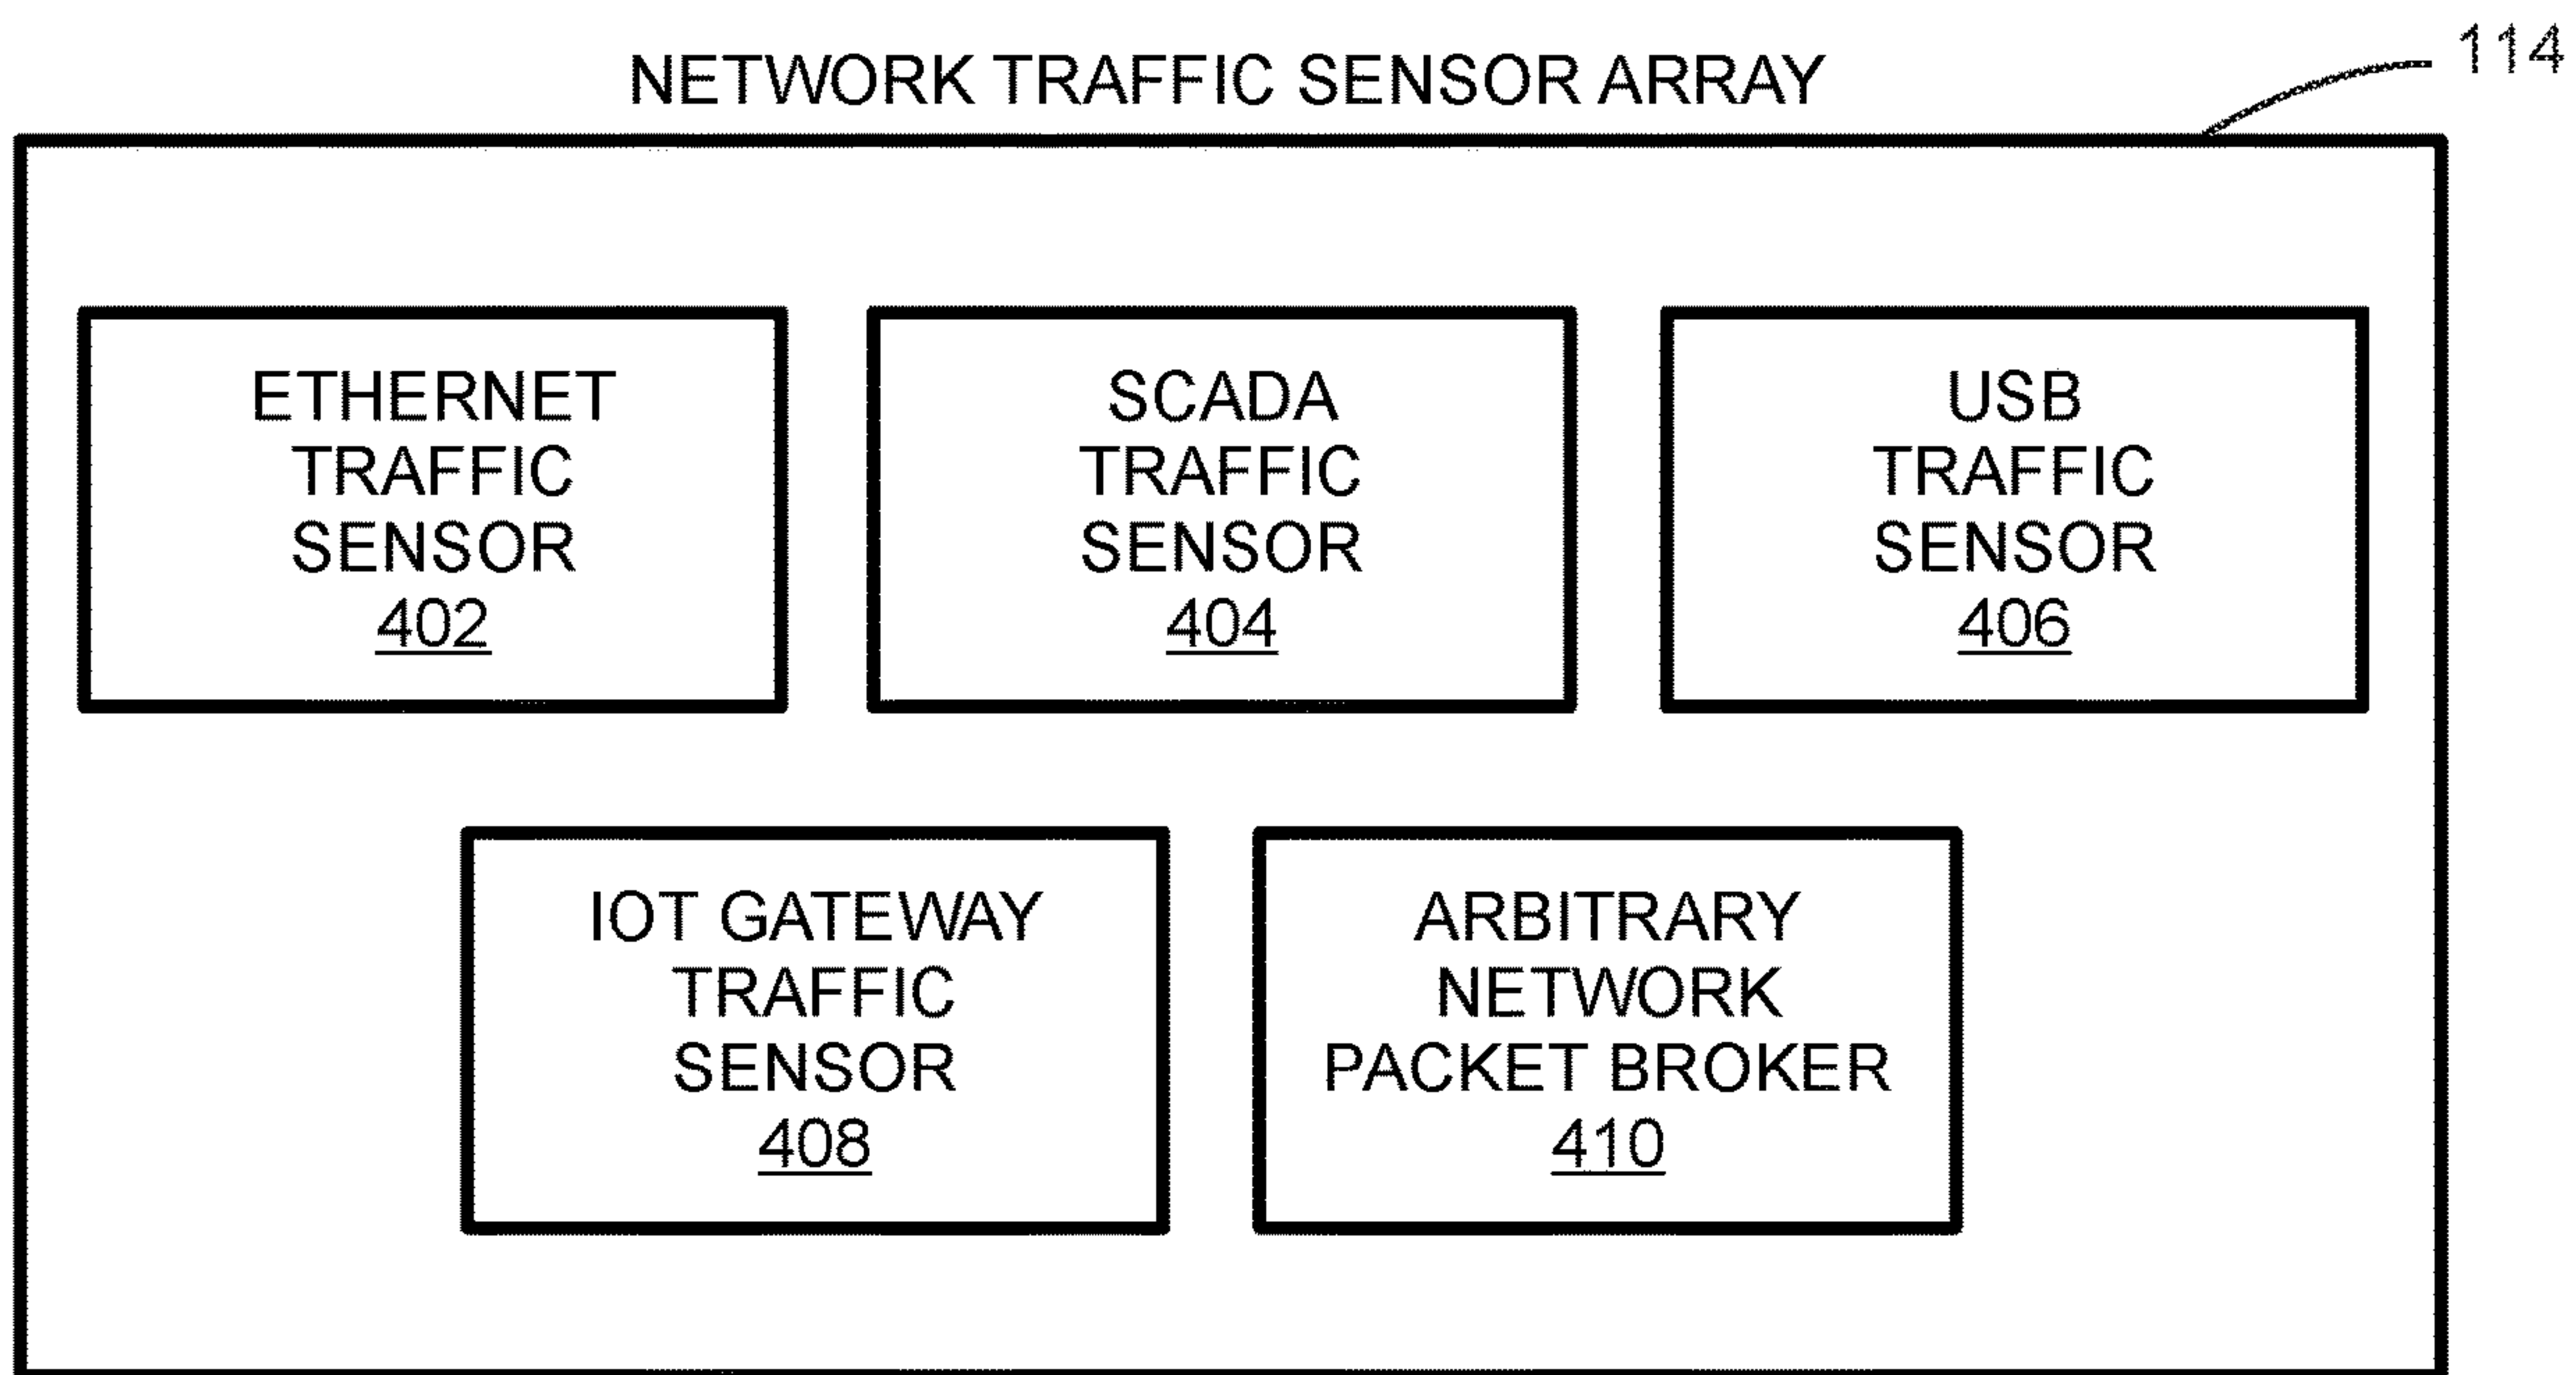 114
NETWORK TRAFFIC SENSOR ARRAY
ETHERNET
TRAFFIC
SENSOR
402
SCADA
TRAFFIC
SENSOR
404
USB
TRAFFIC
SENSOR
406
IOT GATEWAY
TRAFFIC
SENSOR
408
ARBITRARY
NETWORK
PACKET BROKER
410